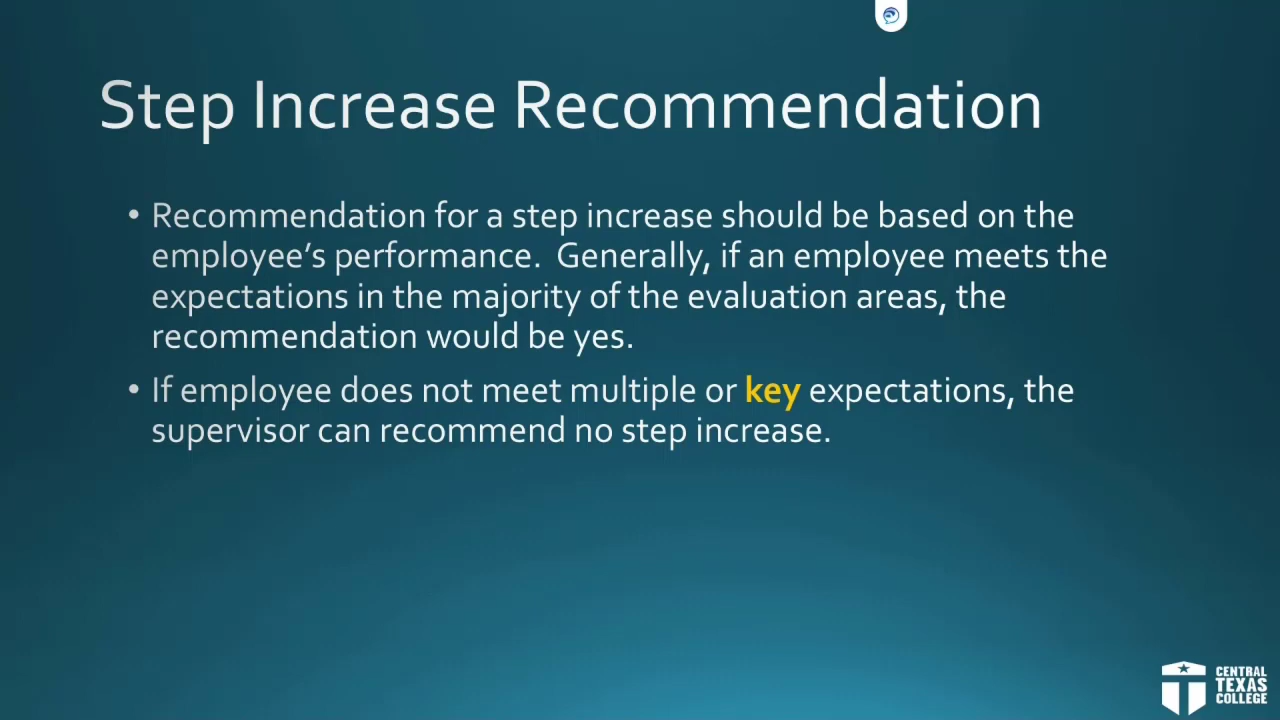 Step Increase Recommendation
• Recommendation for a step increase should be based on the
employee’s performance.  Generally, if an employee meets the
expectations in the majority of the evaluation areas, the
recommendation would be yes.
• If employee does not meet multiple or key expectations, the
supervisor can recommend no step increase.
CENTRAL
TEXAS
COLLEGE